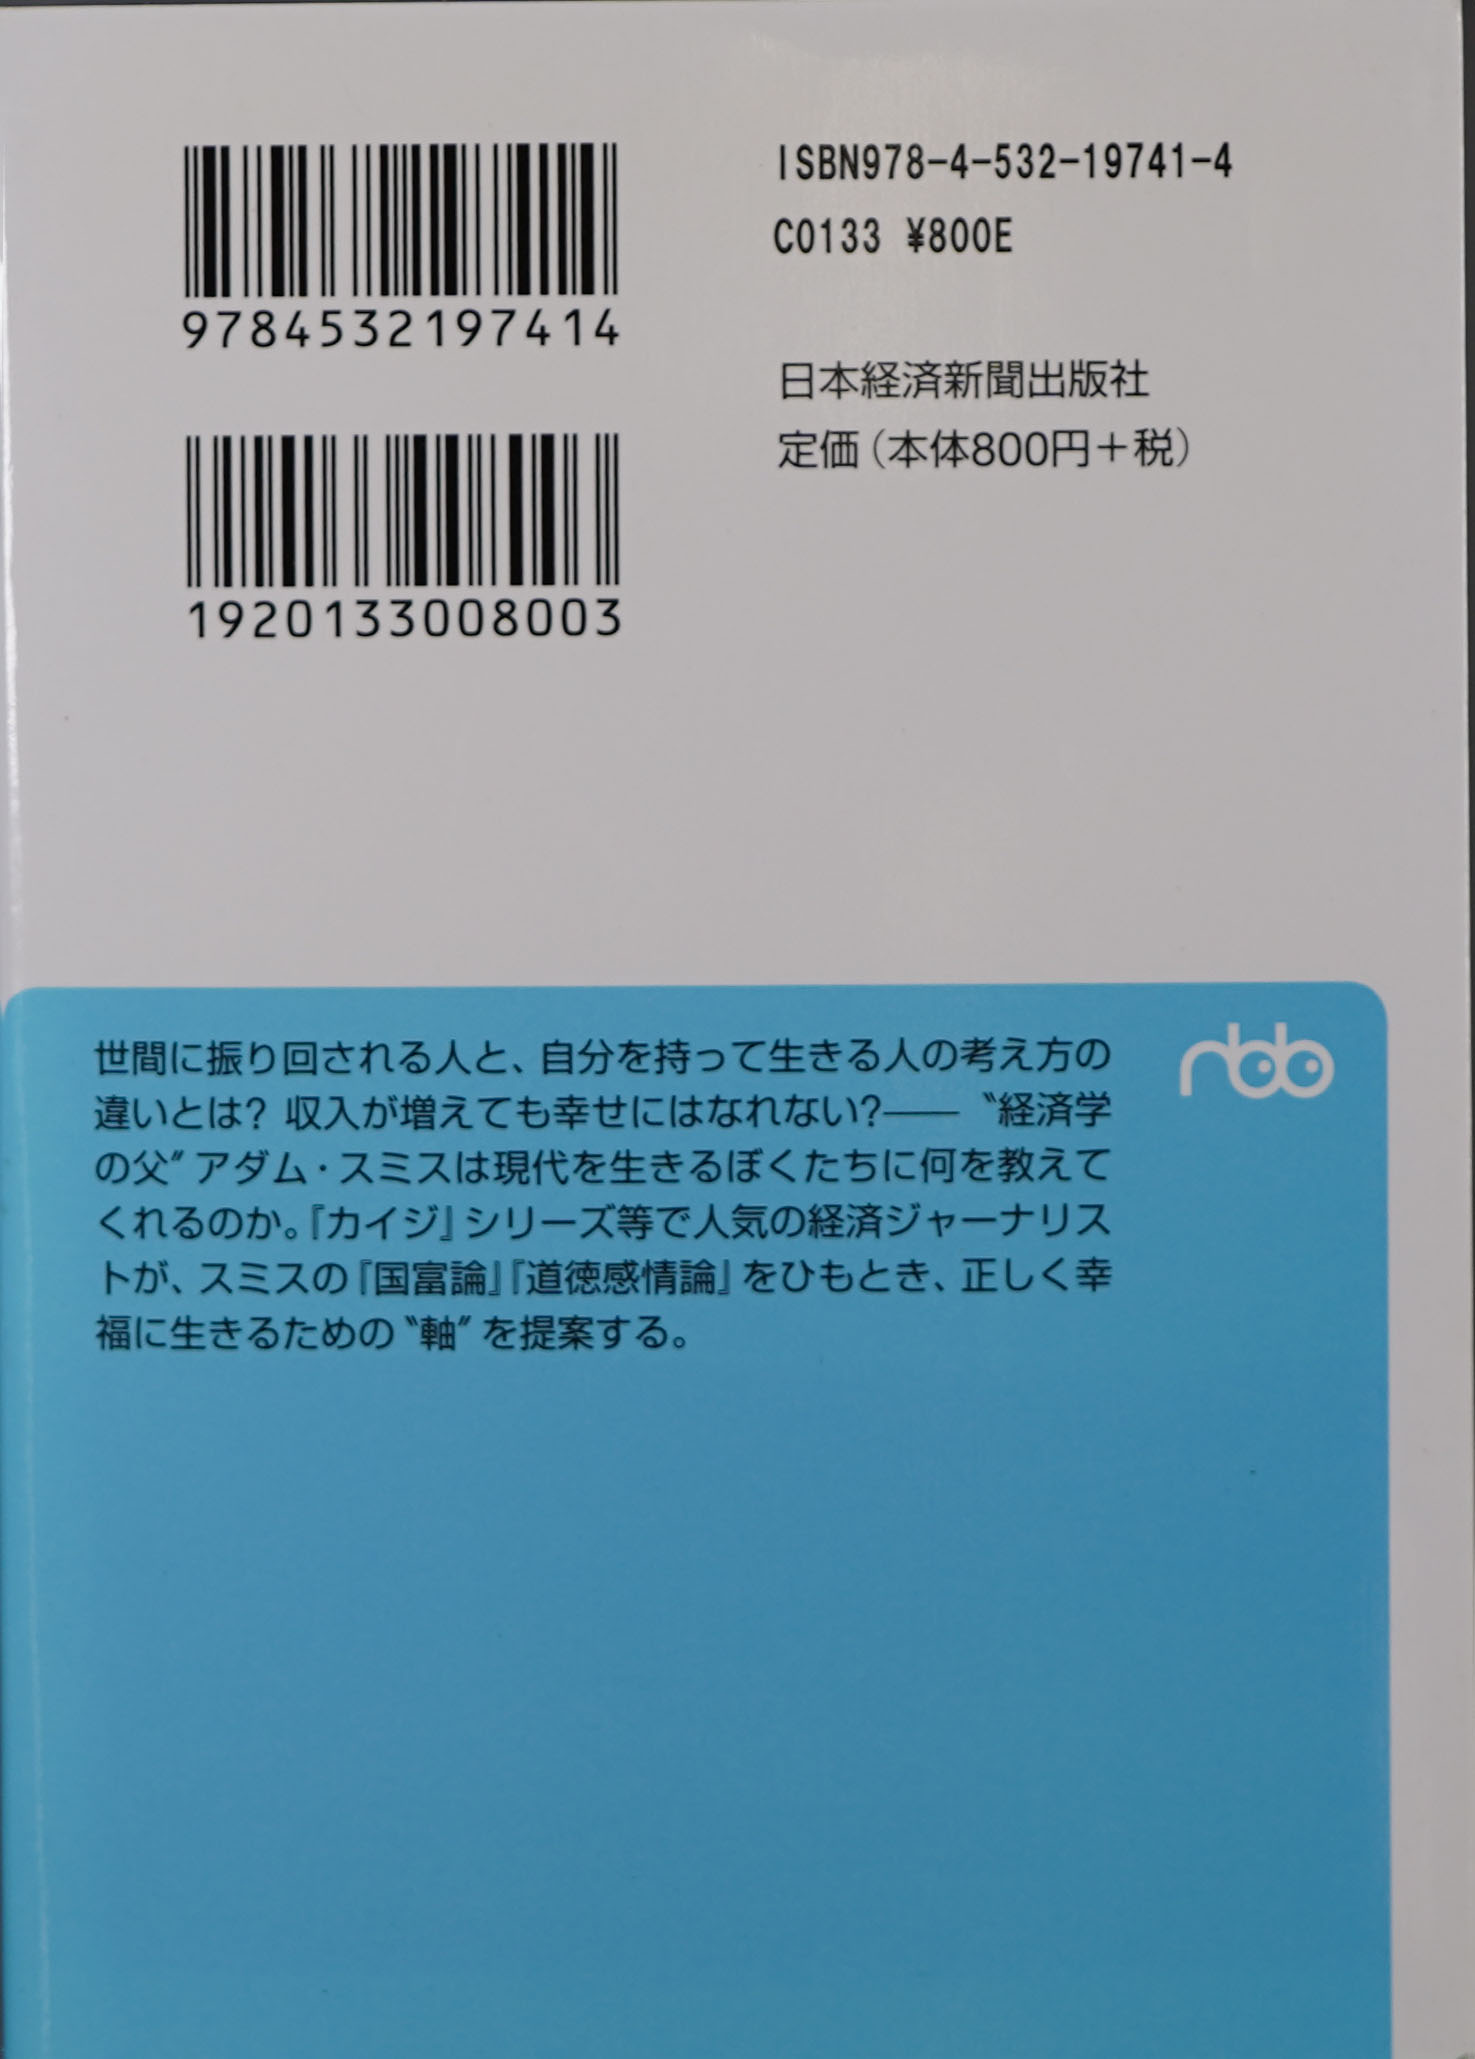 9784532197414
1920133008003
ISBN978-4-532-19741-4
C0133 ¥800E
日本経済新聞出版社
定価（本体800円＋税）
nbb
世間に振り回される人と、自分を持って生きる人の考え方の
違いとは? 収入が増えても幸せにはなれない?――〝経済学
の父〟アダム・スミスは現代を生きるぼくたちに何を教えて
くれるのか。『カイジ』シリーズ等で人気の経済ジャーナリス
トが、スミスの『国富論』『道徳感情論』をひもとき、正しく幸
福に生きるための〝軸〟を提案する。